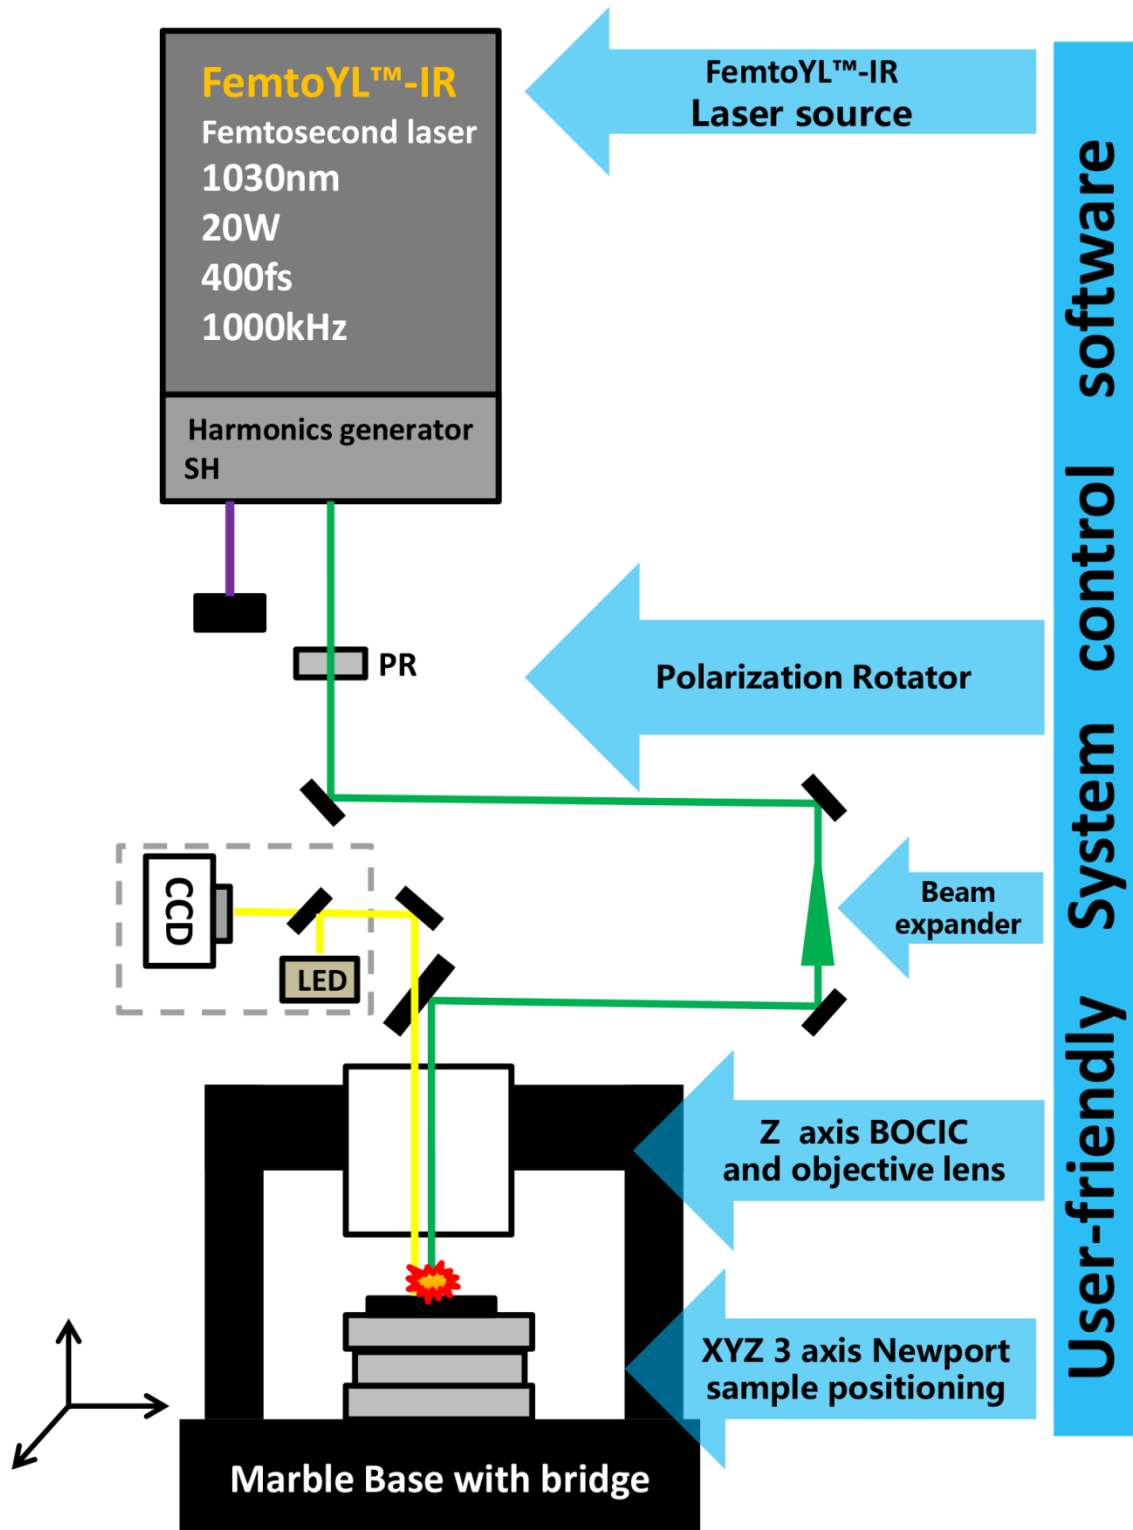 FemtoYL™-IR
Femtosecond laser
1030nm
20W
400fs
1000kHz
Harmonics generator
SH
FemtoYL™-IR
Laser source
PR
Polarization Rotator
CCD
LED
Beam
expander
Z axis BOCIC
and objective lens
XYZ 3 axis Newport
sample positioning
Marble Base with bridge
User-friendly System control software